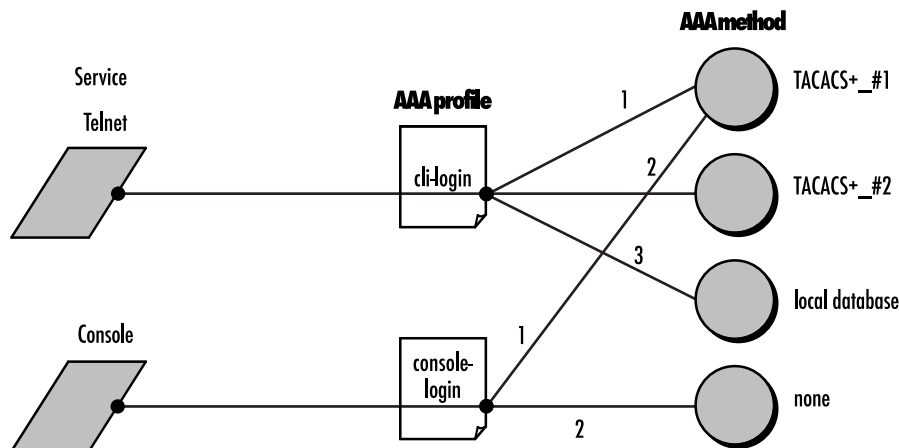 AAA method
Service
Telnet
AAA profile
TACACS+_#1
1
cli-login
2
TACACS+_#2
3
local database
Console
1
console-
login
none
2